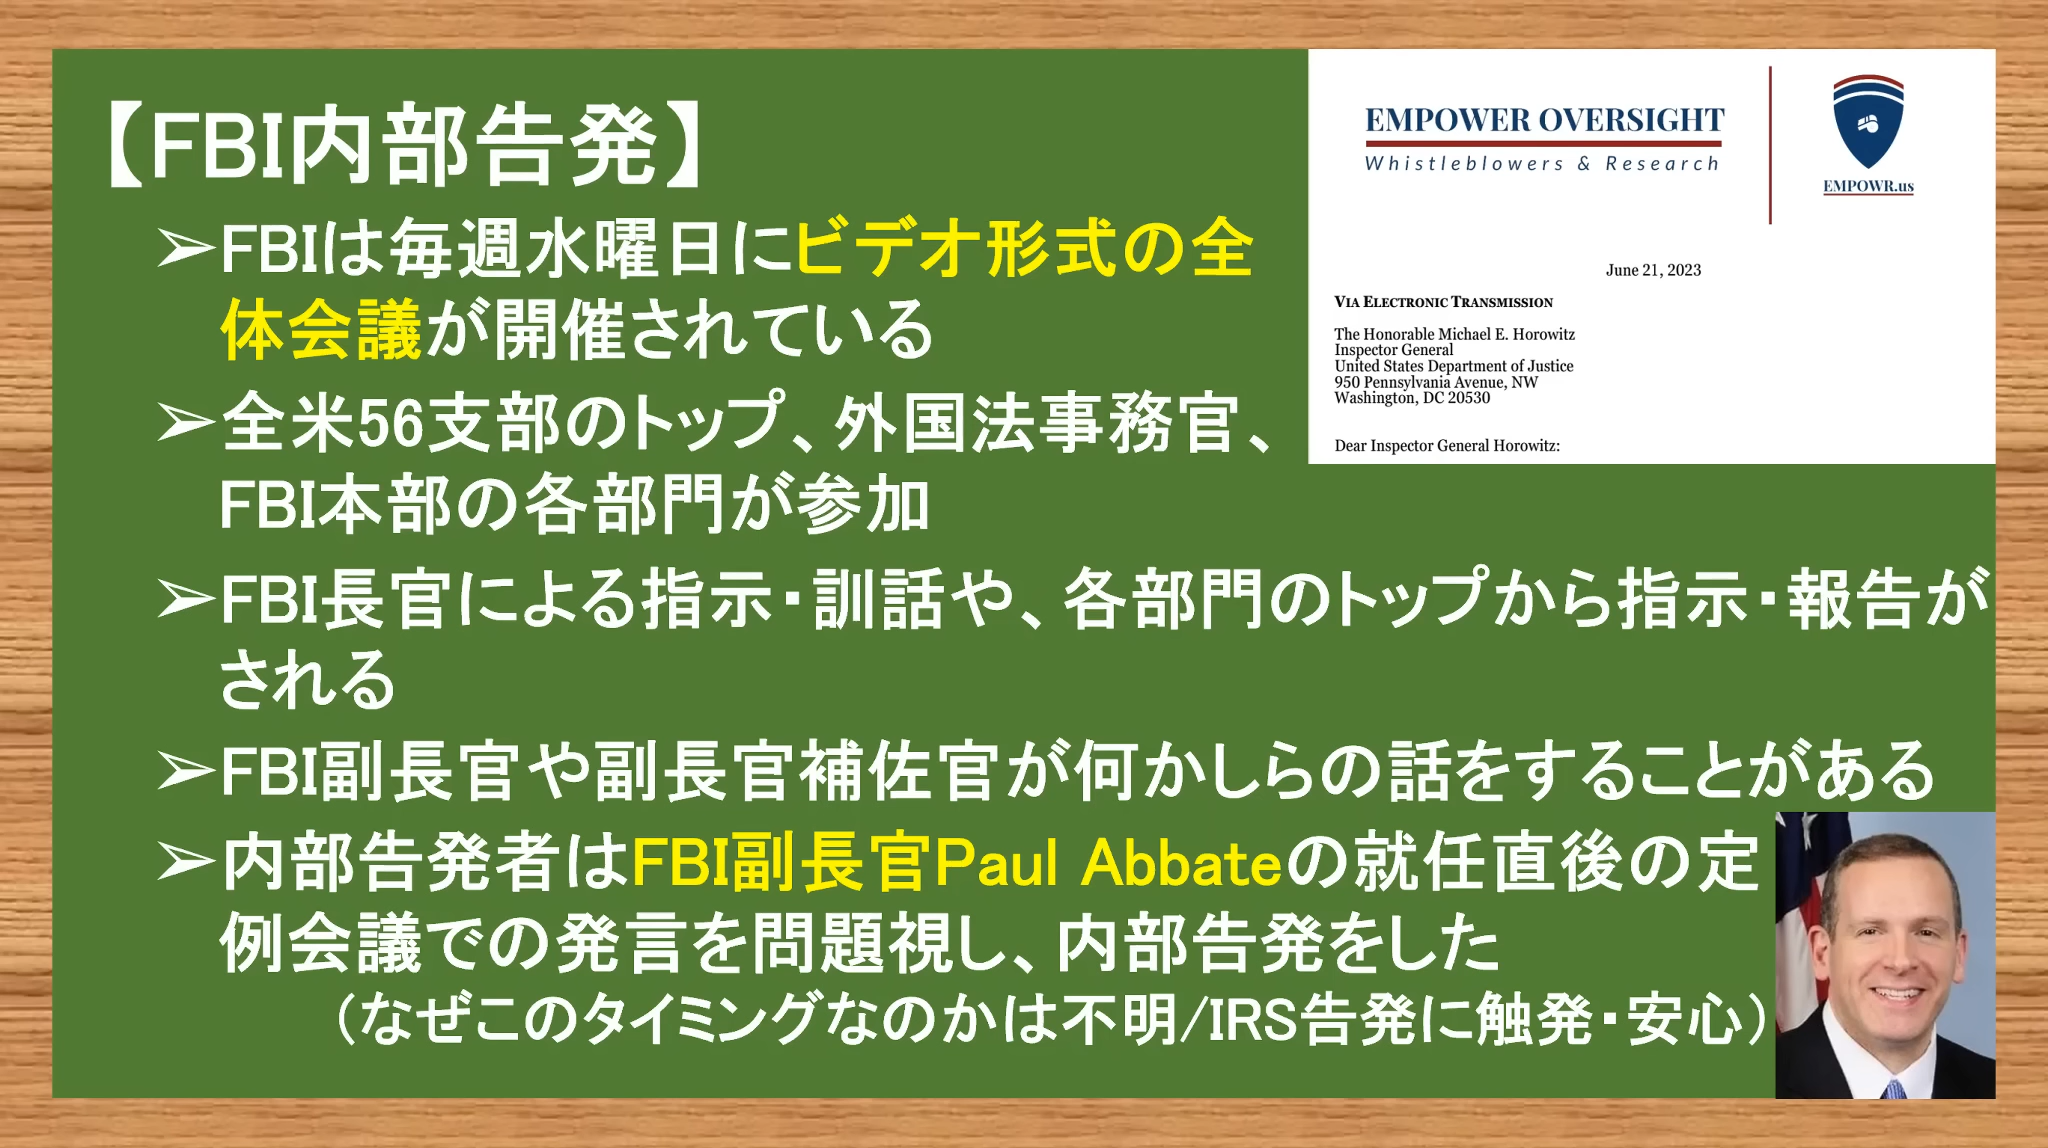 【FBI内部告発】
➢FBIは毎週水曜日にビデオ形式の全
体会議が開催されている
➢全米56支部のトップ、外国法事務官、
FBI本部の各部門が参加
➢FBI長官による指示・訓話や、各部門のトップから指示・報告が
される
➢FBI副長官や副長官補佐官が何かしらの話をすることがある
➢内部告発者はFBI副長官Paul Abbateの就任直後の定
例会議での発言を問題視し、内部告発をした
（なぜこのタイミングなのかは不明/IRS告発に触発・安心）
EMPOWER OVERSIGHT
Whistleblowers & Research
EMPOWR.us
June 21, 2023
VIA ELECTRONIC TRANSMISSION
The Honorable Michael E. Horowitz
Inspector General
United States Department of Justice
950 Pennsylvania Avenue, NW
Washington, DC 20530
Dear Inspector General Horowitz: